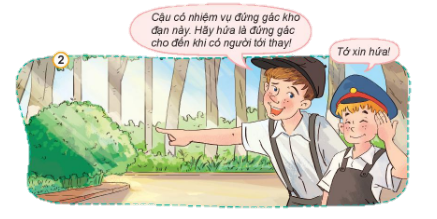 Cậu có nhiệm vụ đứng gác kho
đạn này. Hãy hứa là đứng gác
cho đến khi có người tới thay!
Tớ xin hứa!
2